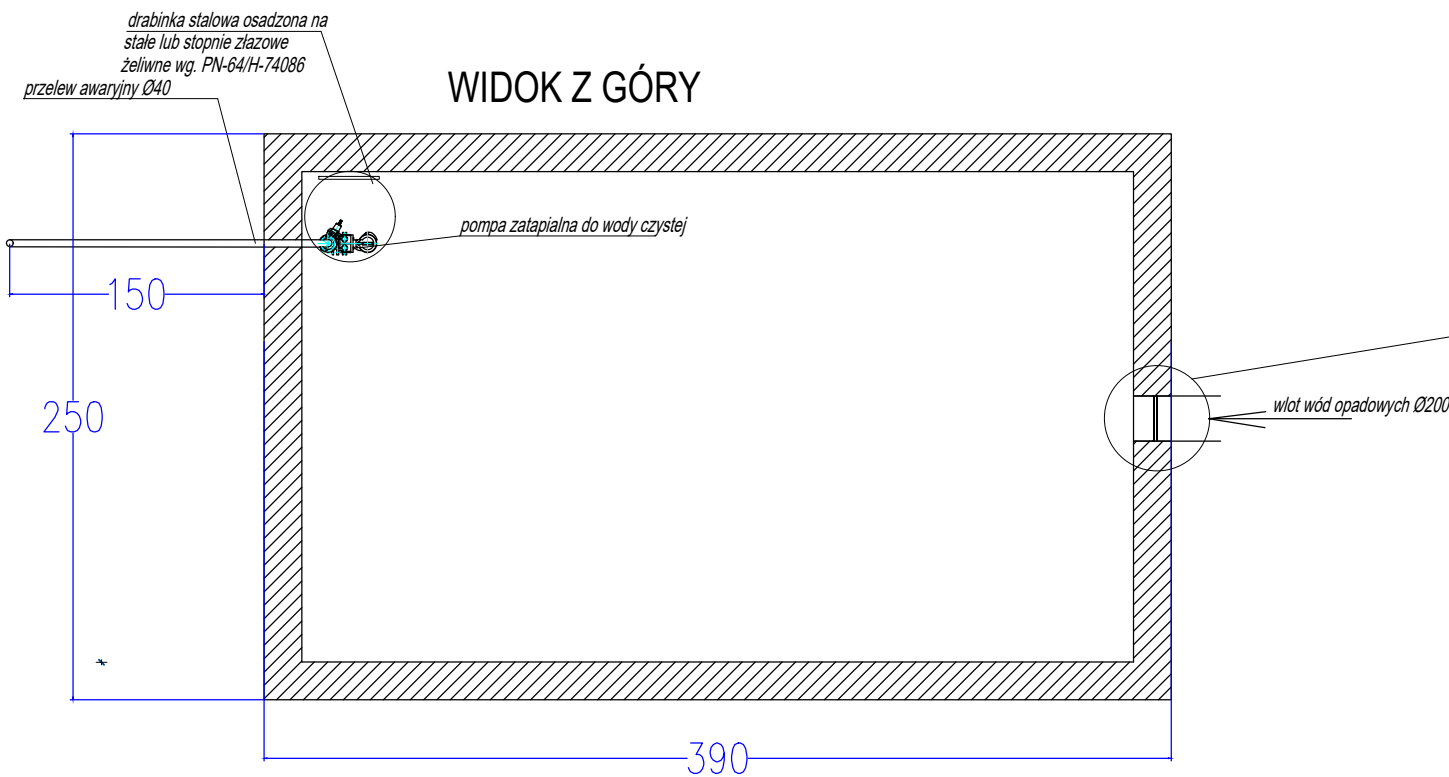 drabinka stalowa osadzona na
stałe lub stopnie złazowe
żeliwne wg. PN-64/H-74086
przelew awaryjny Ø40
WIDOK Z GÓRY
pompa zatapialna do wody czystej
150
250
wlot wód opadowych Ø200
390